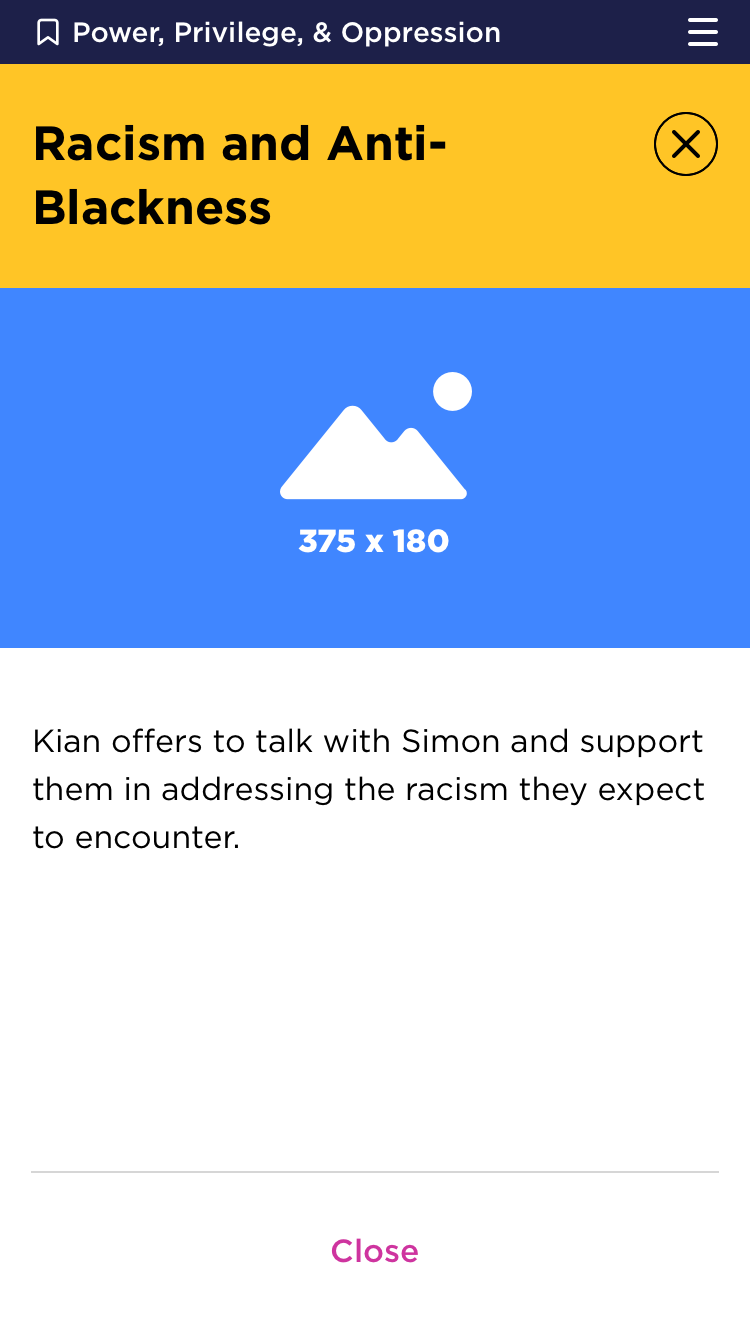 Power, Privilege, & Oppression
Racism and Anti-
Blackness
375 x 180
Kian offers to talk with Simon and support
them in addressing the racism they expect
to encounter.
Close